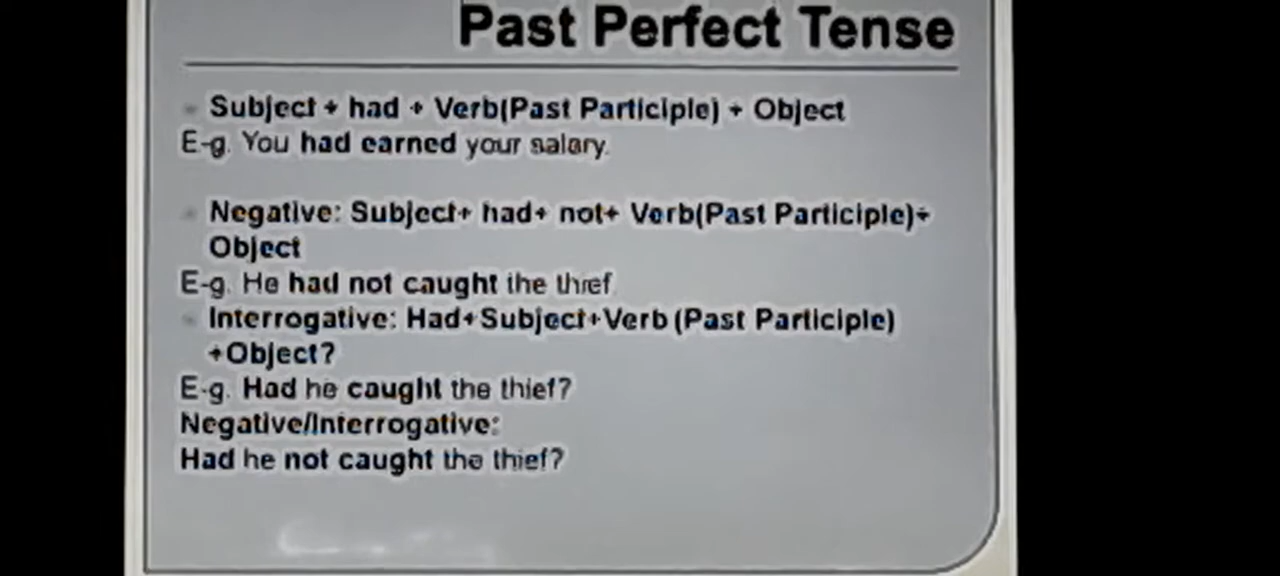 Past Perfect Tense
Subject + had + Verb(Past Participle) + Object
E-g. You had earned your salary.
Negative: Subject+ had+ not+ Verb(Past Participle)+
Object
E-g. He had not caught the thief
Interrogative: Had+Subject+Verb (Past Participle)
+Object?
E-g. Had he caught the thief?
Negative/Interrogative:
Had he not caught the thief?